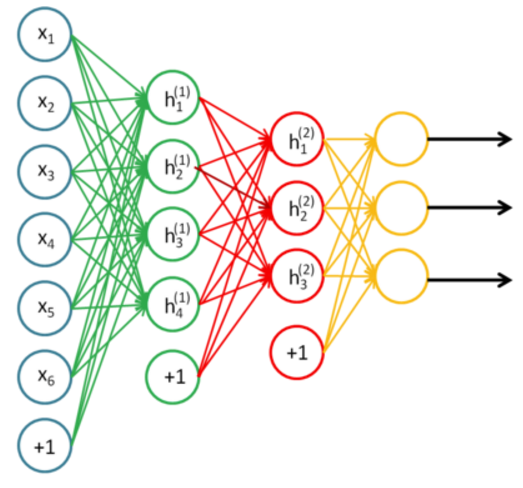 x₁
x₂
x₃
x₄
x₅
x₆
+1
h₁⁽¹⁾
h₂⁽¹⁾
h₃⁽¹⁾
h₄⁽¹⁾
+1
h₁⁽²⁾
h₂⁽²⁾
h₃⁽²⁾
+1